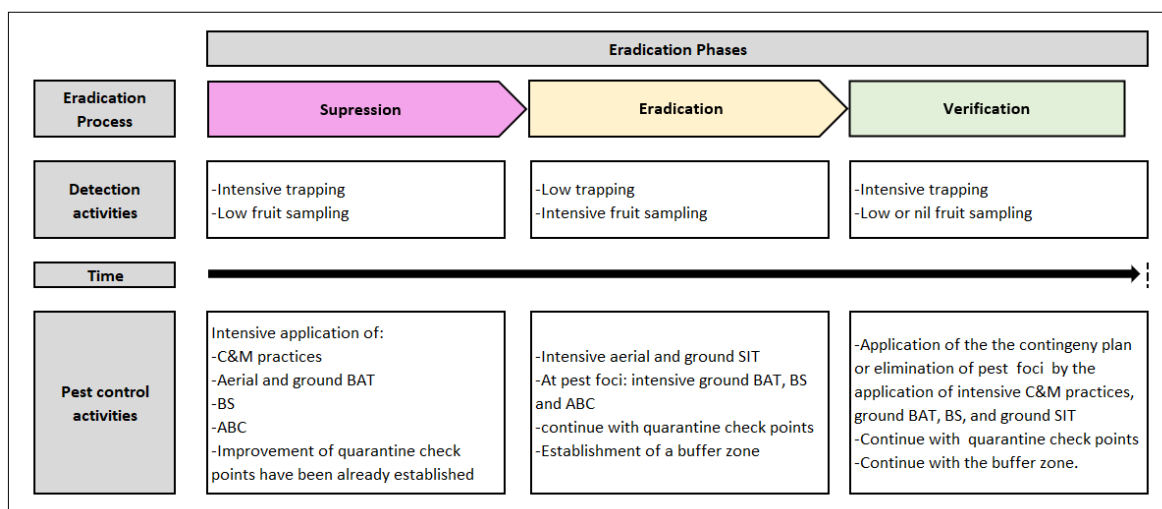 Eradication Phases
Eradication
Process
Supression
Eradication
Verification
Detection
activities
-Intensive trapping
-Low fruit sampling
-Low trapping
-Intensive fruit sampling
-Intensive trapping
-Low or nil fruit sampling
Time
Pest control
activities
Intensive application of:
-C&M practices
-Aerial and ground BAT
-BS
-ABC
-Improvement of quarantine check
points have been already established
-Intensive aerial and ground SIT
-At pest foci: intensive ground BAT, BS
and ABC
-continue with quarantine check points
-Establishment of a buffer zone
-Application of the the contingeny plan
or elimination of pest foci by the
application of intensive C&M practices,
ground BAT, BS, and ground SIT
-Continue with quarantine check points
-Continue with the buffer zone.